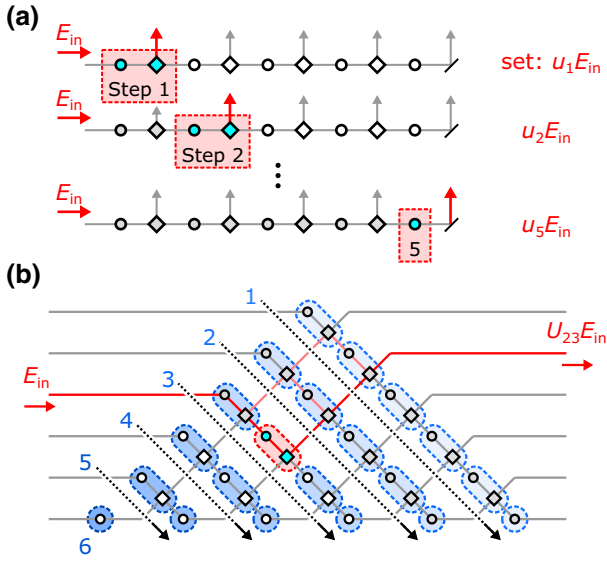 (a)
E_in
Step 1
set: u_1E_in
E_in
Step 2
u_2E_in
E_in
5
u_5E_in
(b)
1
2
U_23E_in
E_in
3
4
5
6